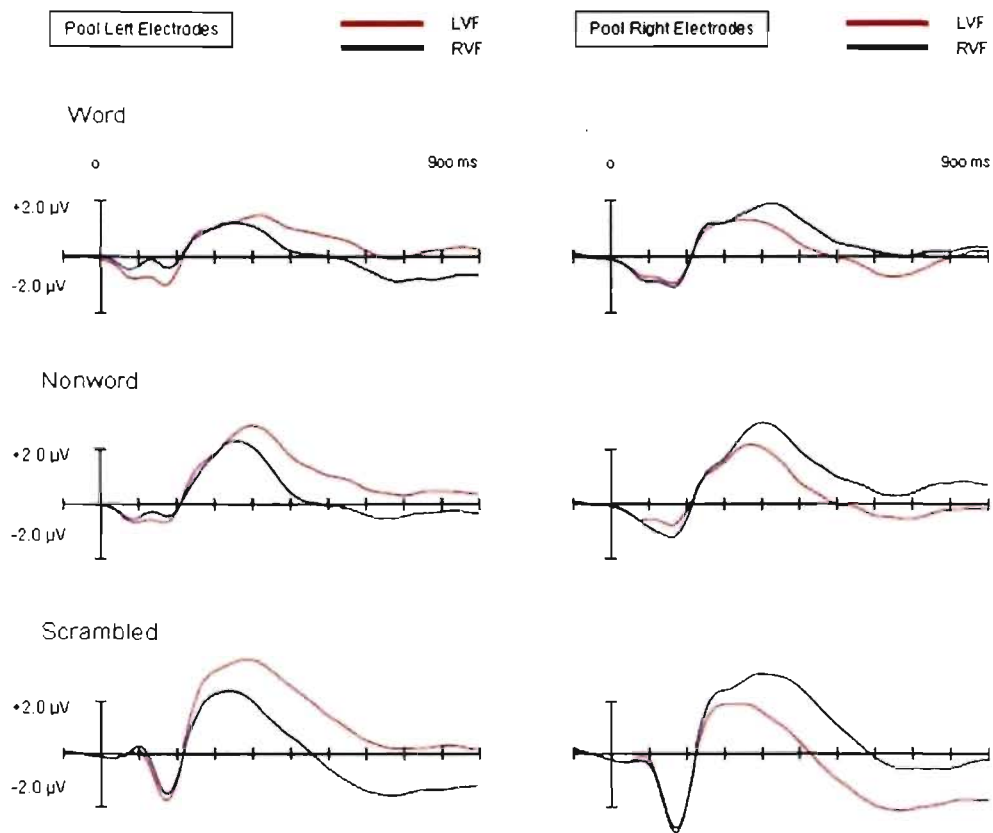 Pool Left Electrodes
LVF
RVF
Pool Right Electrodes
LVF
RVF
Word
0 900 ms
0 900 ms
+2.0 µV
-2.0 µV
Nonword
+2.0 µV
-2.0 µV
Scrambled
+2.0 µV
-2.0 µV